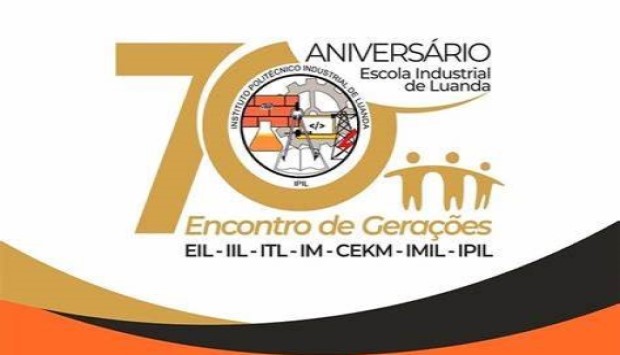 70 ANIVERSÁRIO
Escola Industrial
de Luanda
INSTITUTO POLITÉCNICO INDUSTRIAL DE LUANDA
</>
IPIL
Encontro de Gerações
EIL - IIL - ITL - IM - CEKM - IMIL - IPIL